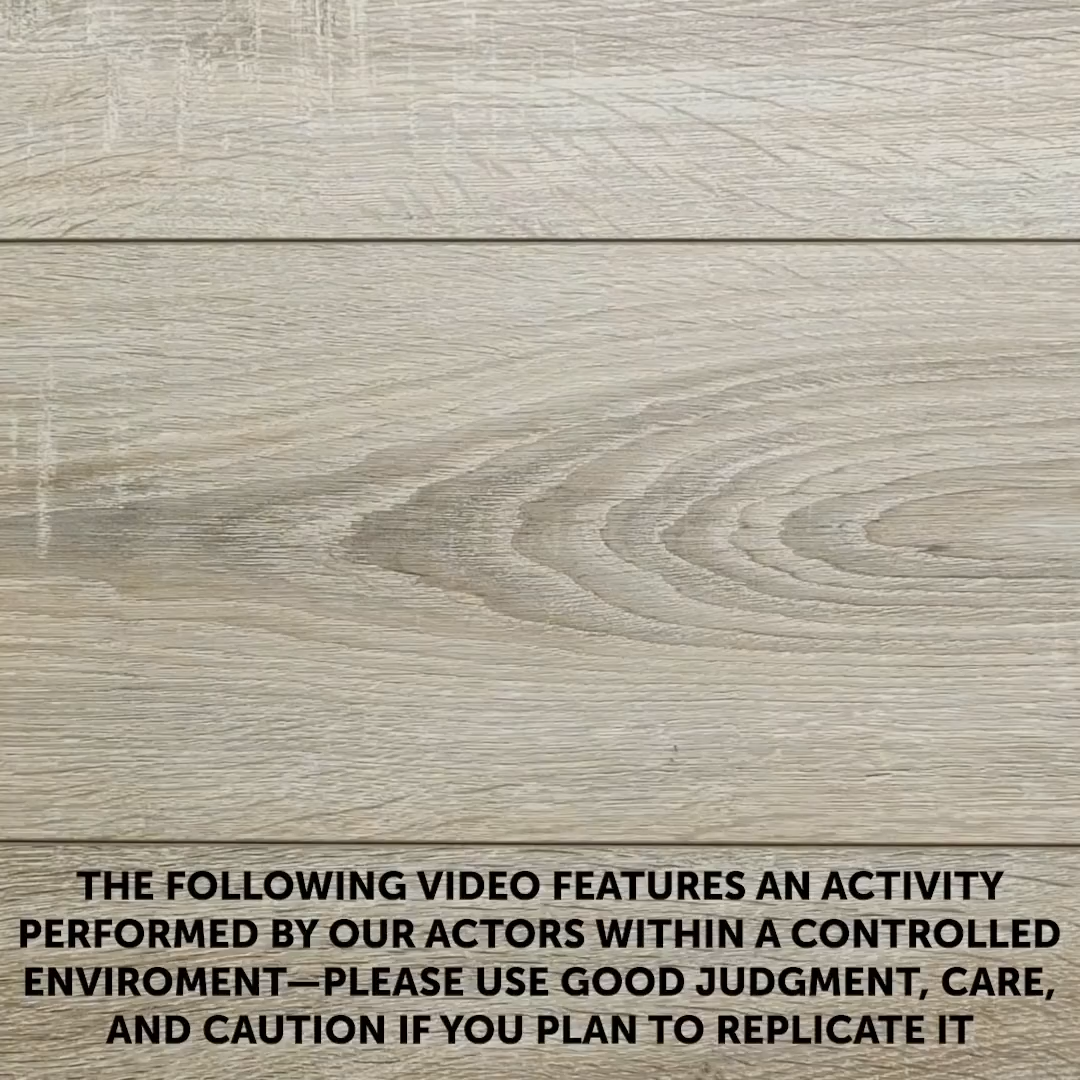 THE FOLLOWING VIDEO FEATURES AN ACTIVITY
PERFORMED BY OUR ACTORS WITHIN A CONTROLLED
ENVIROMENT—PLEASE USE GOOD JUDGMENT, CARE,
AND CAUTION IF YOU PLAN TO REPLICATE IT